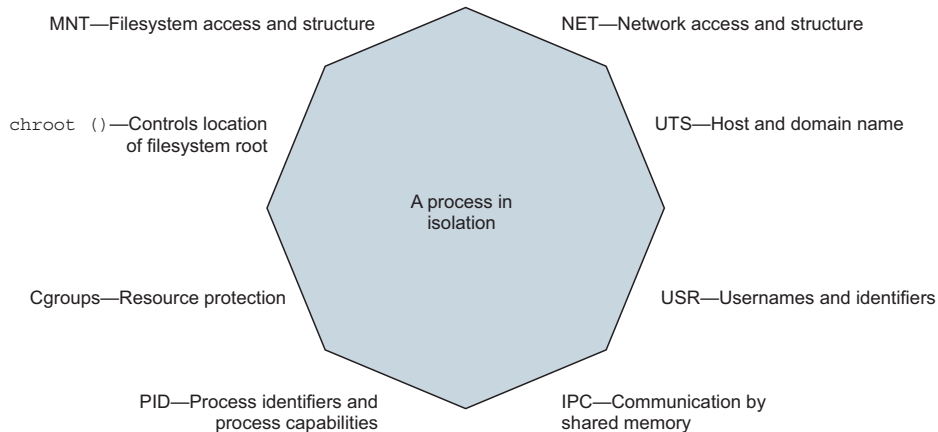 MNT—Filesystem access and structure
NET—Network access and structure
chroot ()—Controls location
of filesystem root
UTS—Host and domain name
A process in
isolation
Cgroups—Resource protection
USR—Usernames and identifiers
PID—Process identifiers and
process capabilities
IPC—Communication by
shared memory